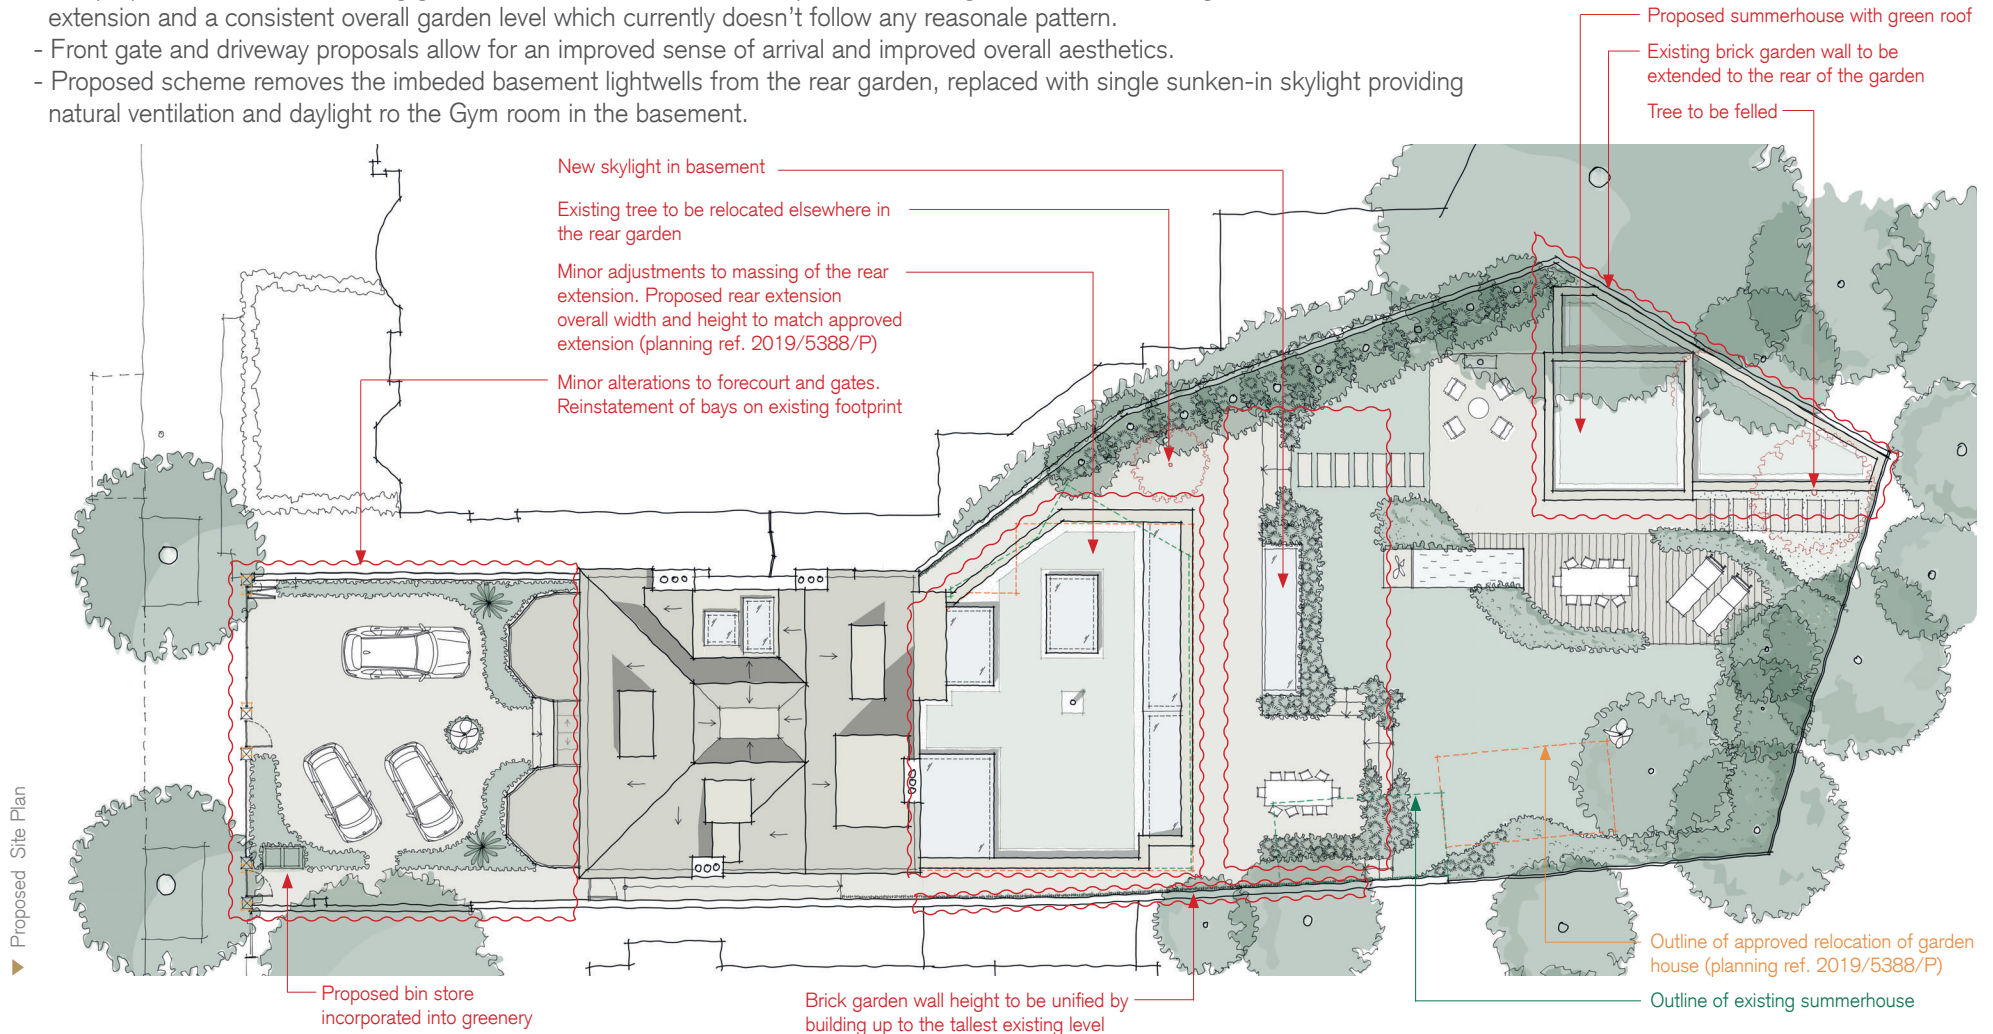 extension and a consistent overall garden level which currently doesn't follow any reasonale pattern.
- Front gate and driveway proposals allow for an improved sense of arrival and improved overall aesthetics.
- Proposed scheme removes the imbeded basement lightwells from the rear garden, replaced with single sunken-in skylight providing
natural ventilation and daylight ro the Gym room in the basement.
Proposed summerhouse with green roof
Existing brick garden wall to be
extended to the rear of the garden
Tree to be felled
New skylight in basement
Existing tree to be relocated elsewhere in
the rear garden
Minor adjustments to massing of the rear
extension. Proposed rear extension
overall width and height to match approved
extension (planning ref. 2019/5388/P)
Minor alterations to forecourt and gates.
Reinstatement of bays on existing footprint
Proposed Site Plan
Proposed bin store
incorporated into greenery
Brick garden wall height to be unified by
building up to the tallest existing level
Outline of approved relocation of garden
house (planning ref. 2019/5388/P)
Outline of existing summerhouse